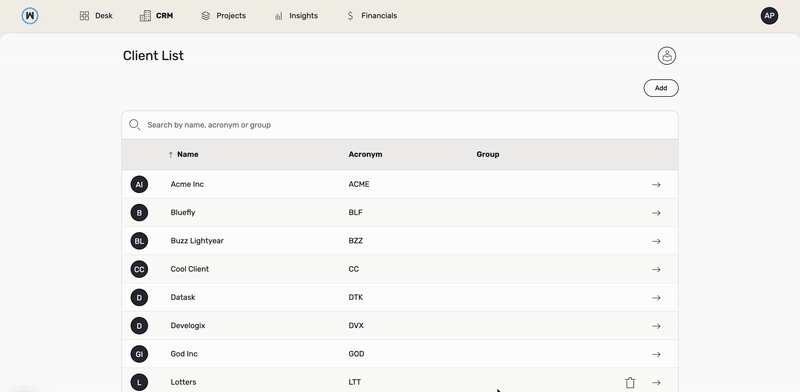 W Desk CRM Projects Insights $ Financials AP
Client List
Add
Search by name, acronym or group
↑ Name Acronym Group
AI Acme Inc ACME →
B Bluefly BLF →
BL Buzz Lightyear BZZ →
CC Cool Client CC →
D Datask DTK →
D Develogix DVX →
GI God Inc GOD →
L Lotters LTT →